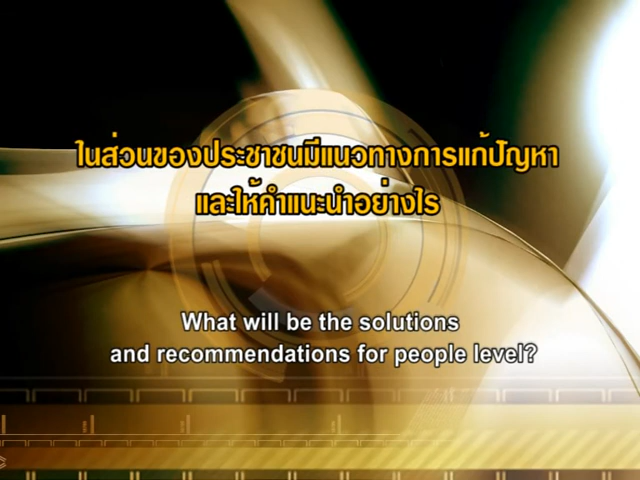 ในส่วนของประชาชนมีแนวทางการแก้ปัญหา
และให้คำแนะนำอย่างไร
What will be the solutions
and recommendations for people level?